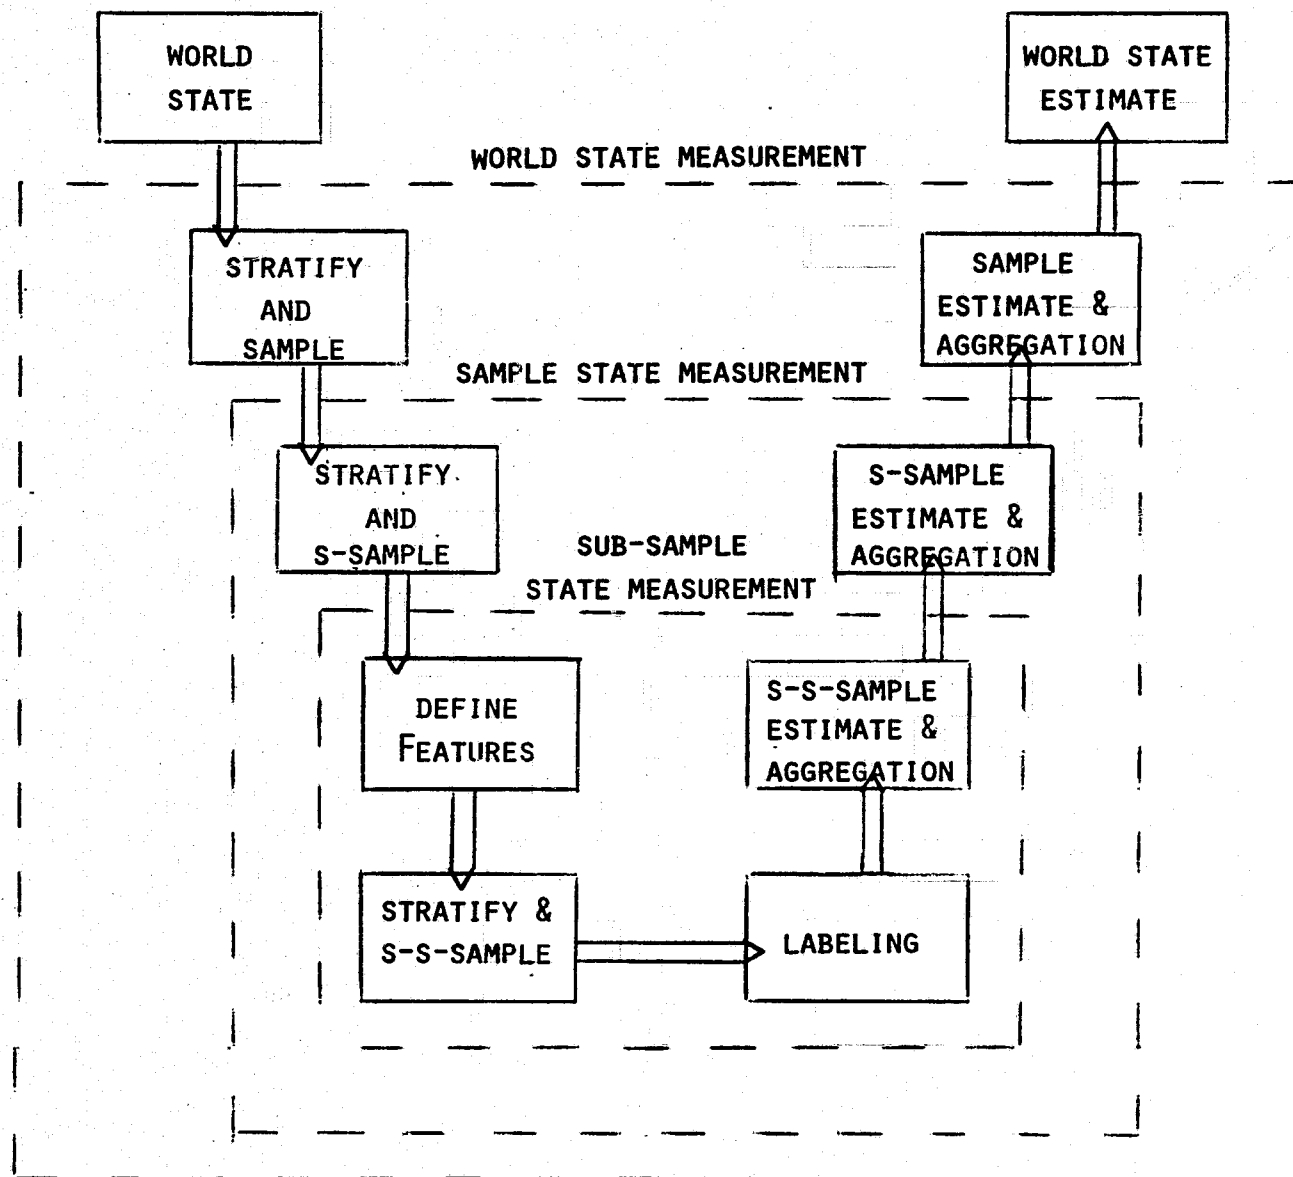 WORLD
STATE
WORLD STATE
ESTIMATE
WORLD STATE MEASUREMENT
STRATIFY
AND
SAMPLE
SAMPLE
ESTIMATE &
AGGREGATION
SAMPLE STATE MEASUREMENT
STRATIFY
AND
S-SAMPLE
S-SAMPLE
ESTIMATE &
AGGREGATION
SUB-SAMPLE
STATE MEASUREMENT
DEFINE
FEATURES
S-S-SAMPLE
ESTIMATE &
AGGREGATION
STRATIFY &
S-S-SAMPLE
LABELING